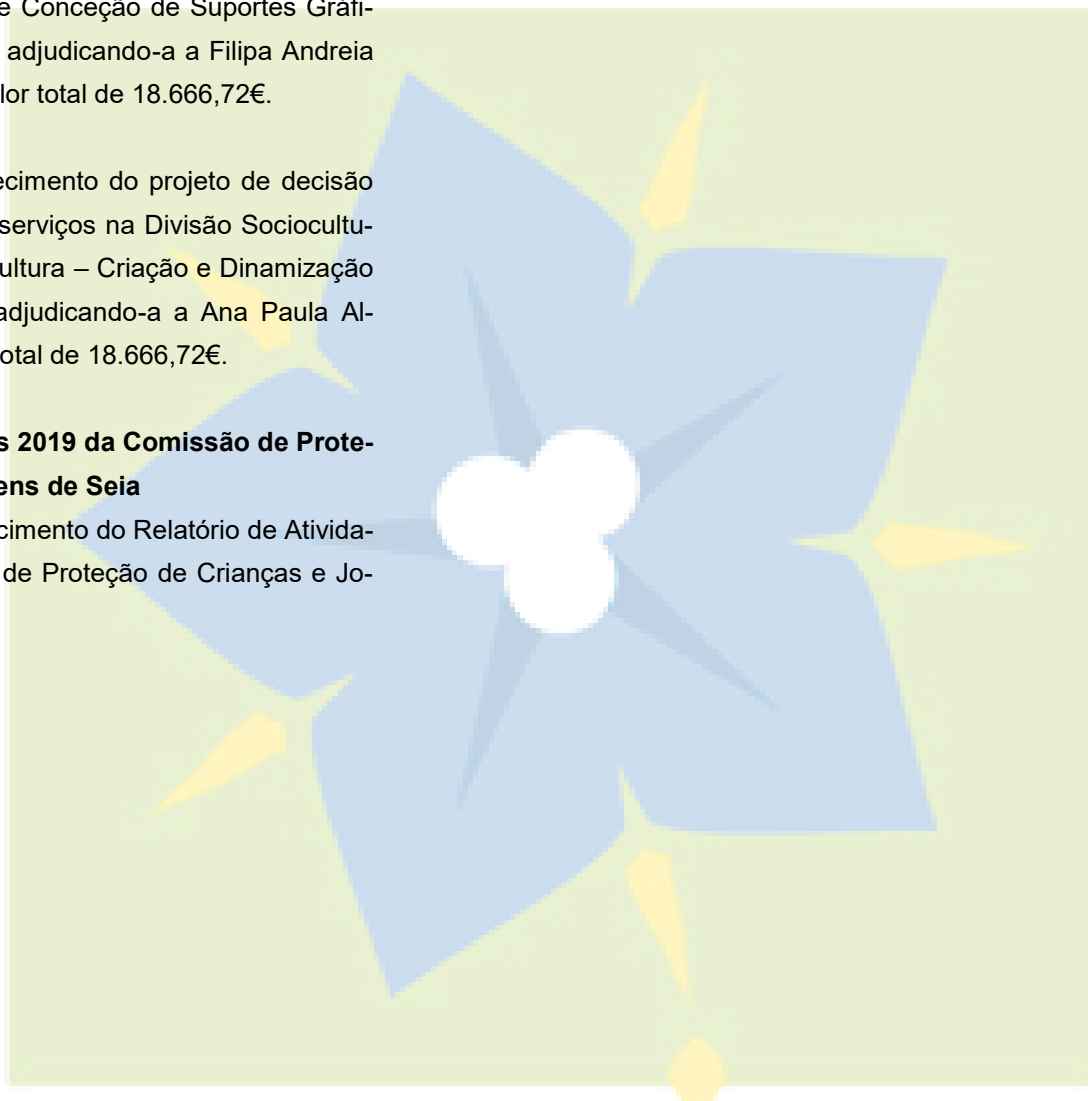 e Conceção de Suportes Gráfi-
adjudicando-a a Filipa Andreia
lor total de 18.666,72€.
ecimento do projeto de decisão
serviços na Divisão Sociocultu-
ultura – Criação e Dinamização
adjudicando-a a Ana Paula Al-
otal de 18.666,72€.
s 2019 da Comissão de Prote-
ens de Seia
cimento do Relatório de Ativida-
de Proteção de Crianças e Jo-